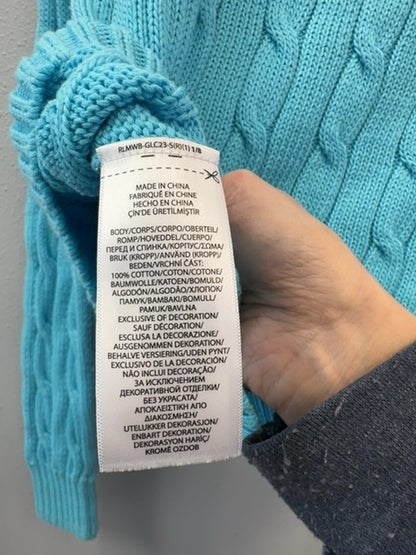 RLMWB-GLC23-S(R)(1) 1/8
MADE IN CHINA
FABRIQUÉ EN CHINE
HECHO EN CHINA
ÇİN'DE ÜRETİLMİŞTİR
BODY/CORPS/CORPO/OBERTEIL/
ROMP/HOVEDDEL/CUERPO/
ПЕРЕД И СПИНКА/КОРПУС/ΣΩΜΑ/
BRUK (KROPP)/ANVÄND (KROPP)/
BEDEN/VRCHNÍ ČÁST:
100% COTTON/COTON/COTONE/
BAUMWOLLE/KATOEN/BOMULD/
ALGODÓN/ALGODÃO/ХЛОПОК/
ПАМУК/ΒΑΜΒΑΚΙ/BOMULL/
PAMUK/BAVLNA
EXCLUSIVE OF DECORATION/
SAUF DÉCORATION/
ESCLUSA LA DECORAZIONE/
AUSGENOMMEN DEKORATION/
BEHALVE VERSIERING/UDEN PYNT/
EXCLUSIVO DE LA DECORACIÓN/
NÃO INCLUI DECORAÇÃO/
ЗА ИСКЛЮЧЕНИЕМ
ДЕКОРАТИВНОЙ ОТДЕЛКИ/
БЕЗ УКРАСАТА/
ΑΠΟΚΛΕΙΣΤΙΚΗ ΑΠΟ
ΔΙΑΚΟΣΜΗΣΗ/
UTELUKKER DEKORASJON/
ENBART DEKORATION/
DEKORASYON HARİÇ/
KROMĚ OZDOB